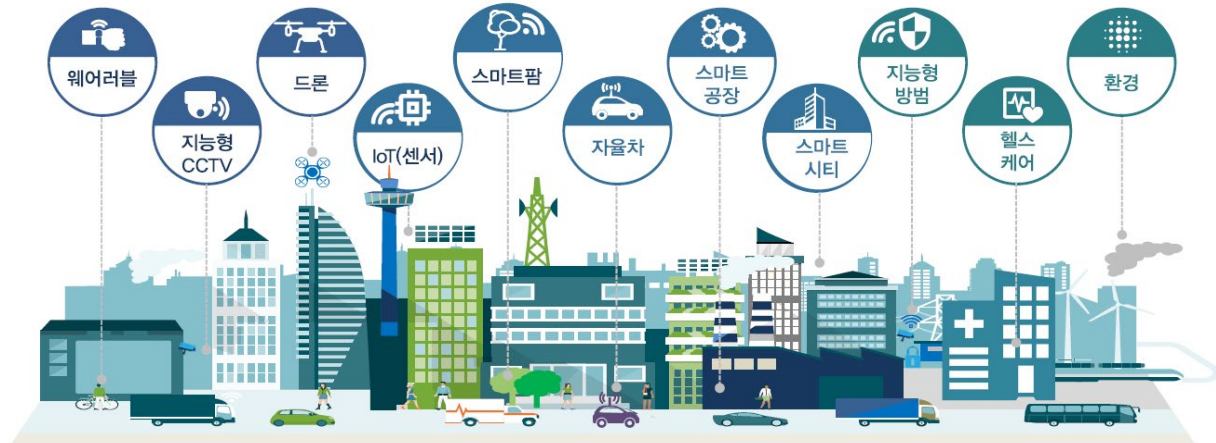 웨어러블
지능형
CCTV
드론
IoT(센서)
스마트팜
자율차
스마트
공장
스마트
시티
지능형
방범
헬스
케어
환경